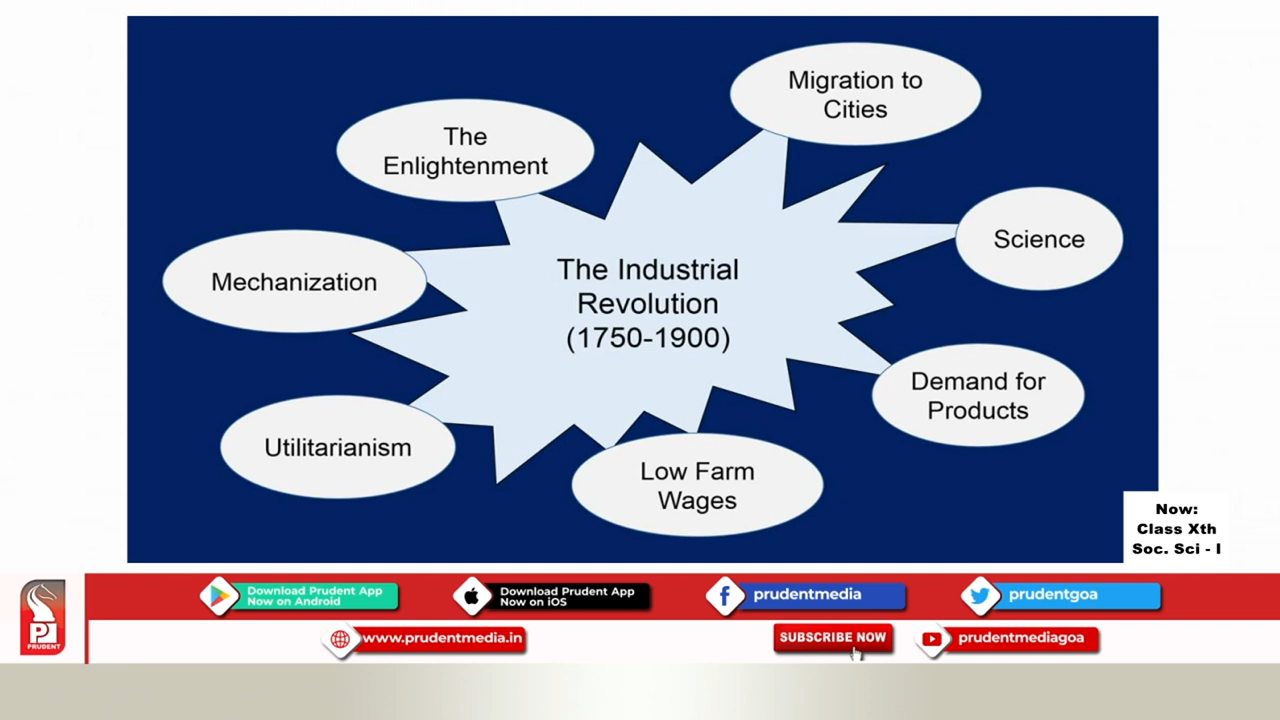 Migration to
Cities
The
Enlightenment
Science
The Industrial
Revolution
(1750-1900)
Mechanization
Demand for
Products
Utilitarianism
Low Farm
Wages
Now:
Class Xth
Soc. Sci - I
Download Prudent App
Now on Android
Download Prudent App
Now on iOS
prudentmedia
prudentgoa
PRUDENT
www.prudentmedia.in
SUBSCRIBE NOW
prudentmediagoa